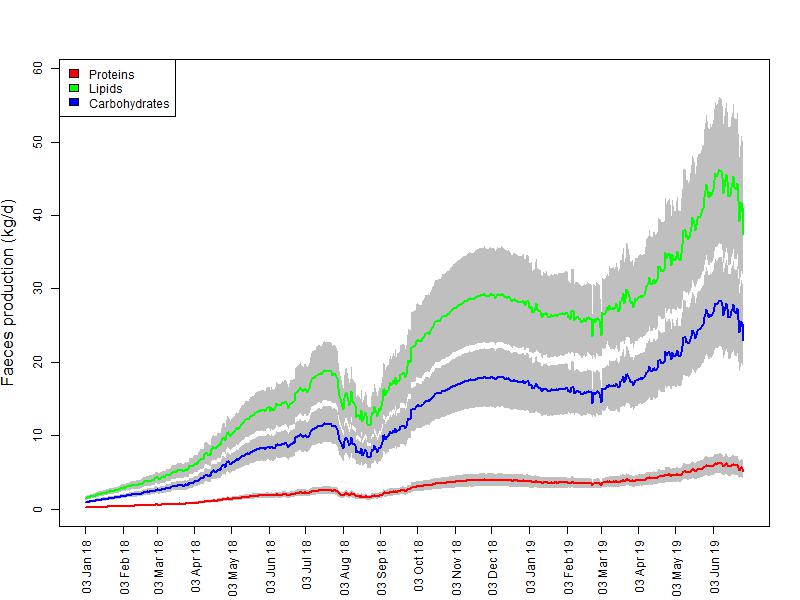 Proteins
Lipids
Carbohydrates
Faeces production (kg/d)
60
50
40
30
20
10
0
03 Jan 18
03 Feb 18
03 Mar 18
03 Apr 18
03 May 18
03 Jun 18
03 Jul 18
03 Aug 18
03 Sep 18
03 Oct 18
03 Nov 18
03 Dec 18
03 Jan 19
03 Feb 19
03 Mar 19
03 Apr 19
03 May 19
03 Jun 19